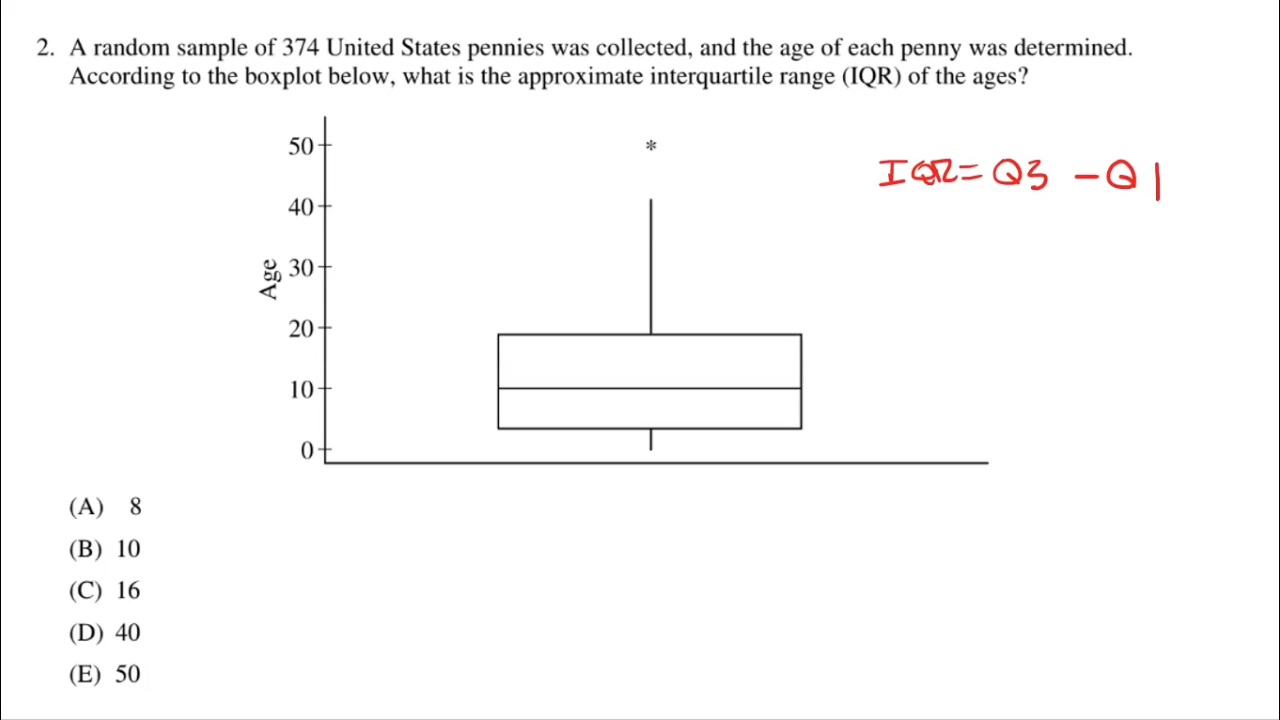 2. A random sample of 374 United States pennies was collected, and the age of each penny was determined.
According to the boxplot below, what is the approximate interquartile range (IQR) of the ages?
50
*
IQR = Q3 - Q1
40
Age
30
20
10
0
(A) 8
(B) 10
(C) 16
(D) 40
(E) 50